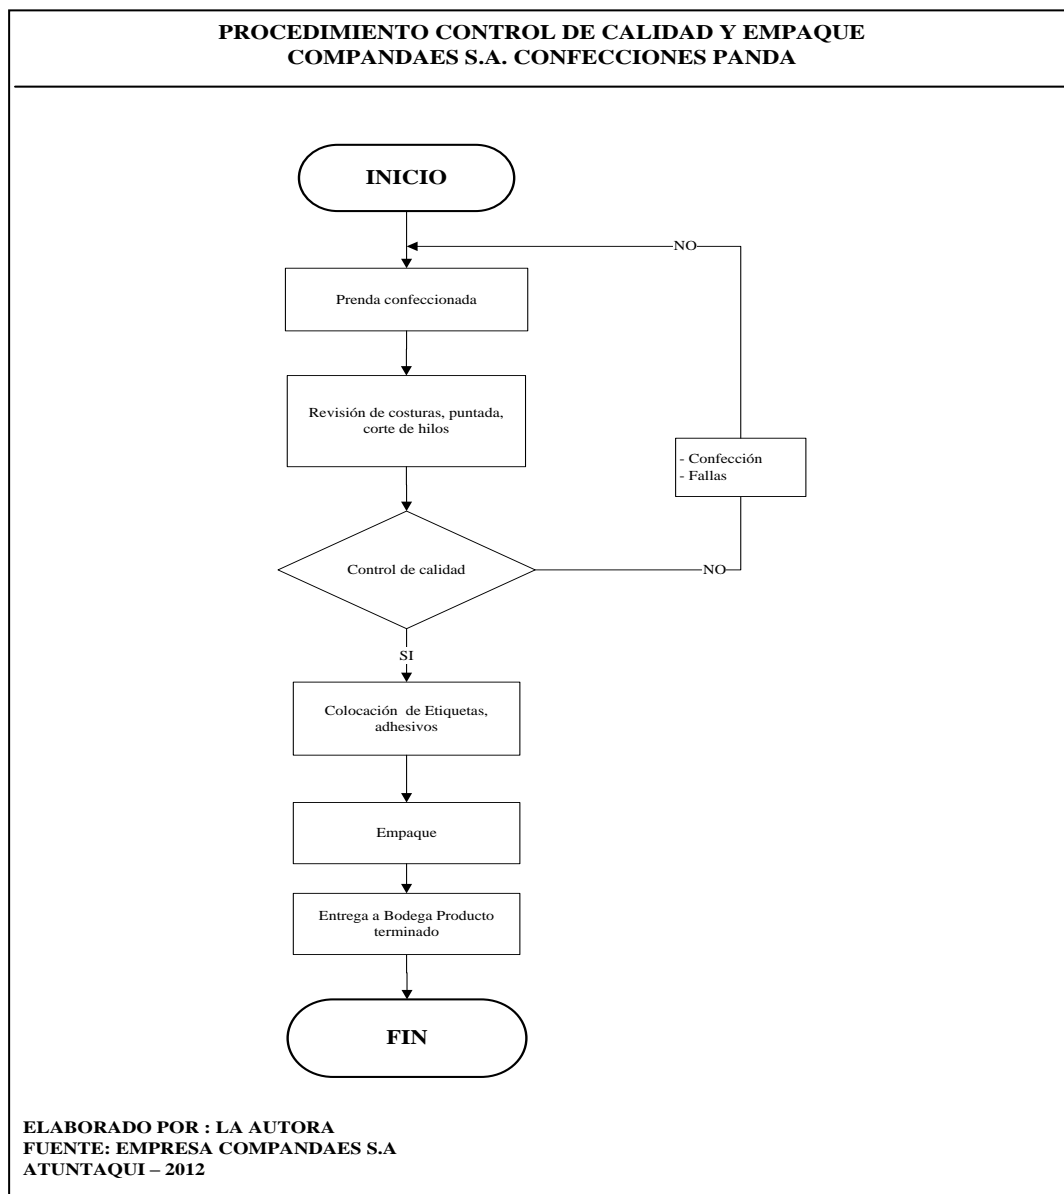 PROCEDIMIENTO CONTROL DE CALIDAD Y EMPAQUE
COMPANDAES S.A. CONFECCIONES PANDA
INICIO
NO
Prenda confeccionada
Revisión de costuras, puntada,
corte de hilos
- Confección
- Fallas
Control de calidad
NO
SI
Colocación de Etiquetas,
adhesivos
Empaque
Entrega a Bodega Producto
terminado
FIN
ELABORADO POR : LA AUTORA
FUENTE: EMPRESA COMPANDAES S.A
ATUNTAQUI – 2012